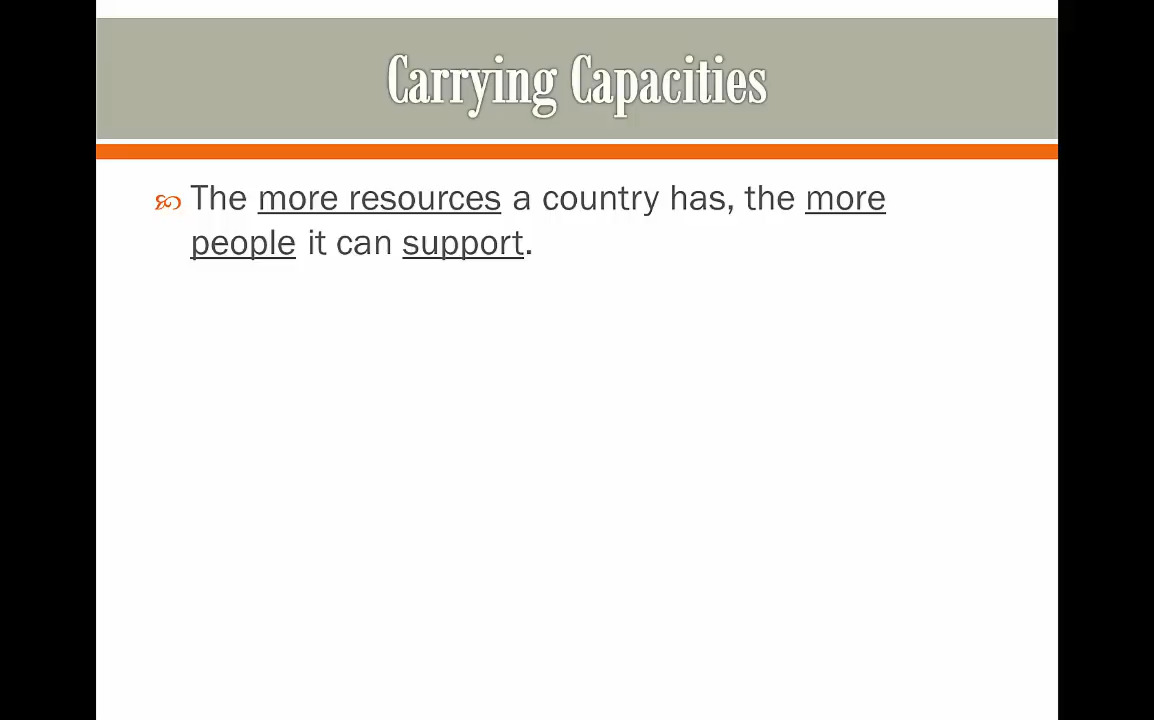 Carrying Capacities
The more resources a country has, the more
people it can support.